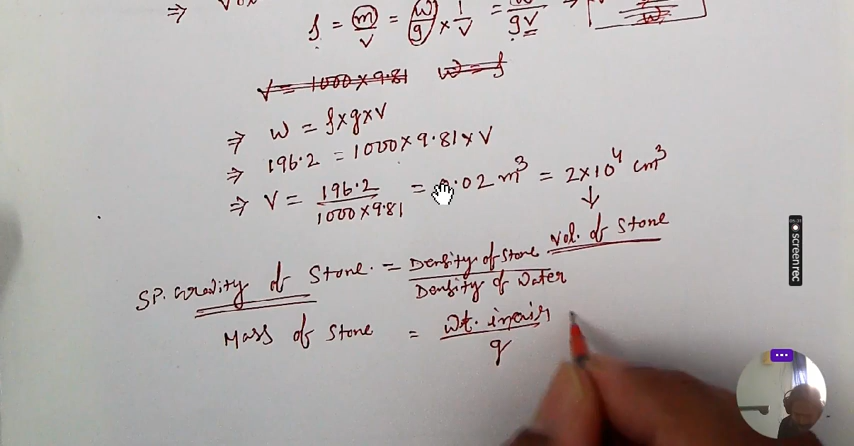 ⇒
ρ = m/V = (w/g) × 1/V = /gV ⇒
V = 1000×9.81 W = ρ
⇒ W = ρ×g×V
⇒ 196.2 = 1000×9.81×V
⇒ V = 196.2/1000×9.81 = 0.02 m³ = 2×10⁴ cm³
↓
Vol. of Stone
SP. Gravity of Stone. = Density of Stone/Density of Water
Mass of Stone = Wt. in air/g
screenrec